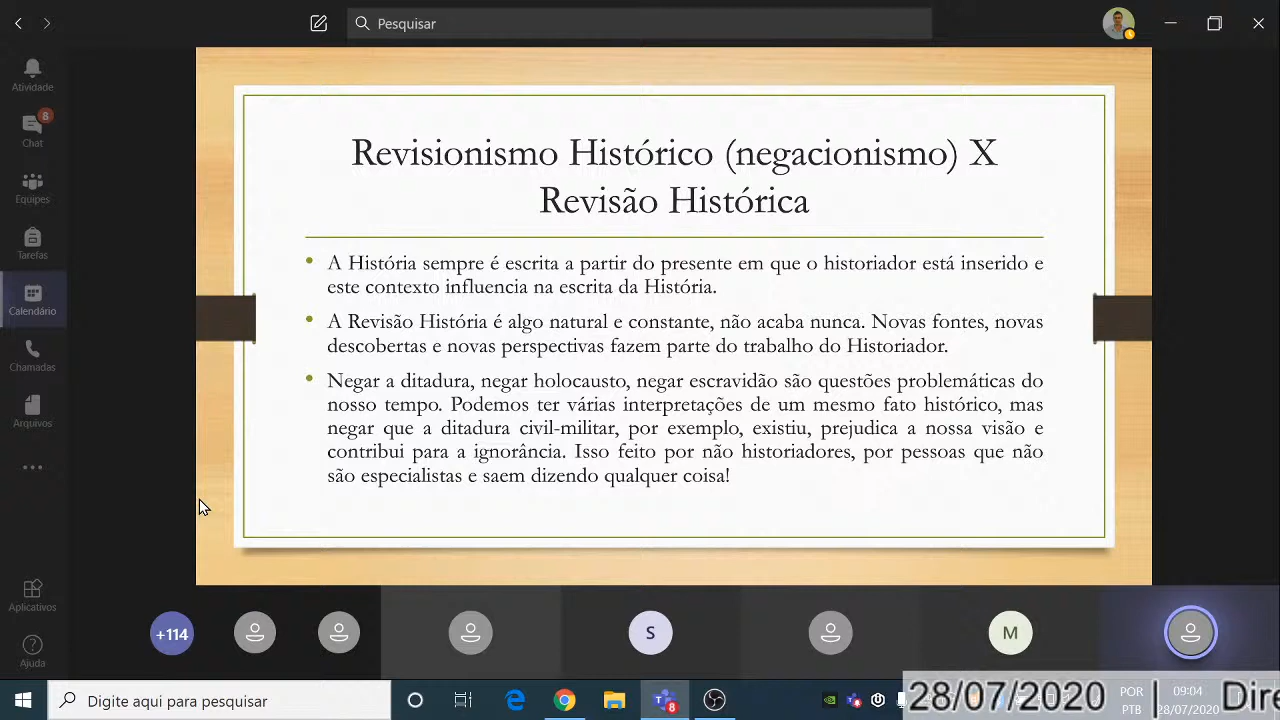 Pesquisar
Atividade
8
Chat
Equipes
Tarefas
Calendário
Chamadas
Arquivos
Aplicativos
Ajuda
Revisionismo Histórico (negacionismo) X
Revisão Histórica
• A História sempre é escrita a partir do presente em que o historiador está inserido e
este contexto influencia na escrita da História.
• A Revisão História é algo natural e constante, não acaba nunca. Novas fontes, novas
descobertas e novas perspectivas fazem parte do trabalho do Historiador.
• Negar a ditadura, negar holocausto, negar escravidão são questões problemáticas do
nosso tempo. Podemos ter várias interpretações de um mesmo fato histórico, mas
negar que a ditadura civil-militar, por exemplo, existiu, prejudica a nossa visão e
contribui para a ignorância. Isso feito por não historiadores, por pessoas que não
são especialistas e saem dizendo qualquer coisa!
+114
S
M
Digite aqui para pesquisar
8
28/07/2020 | Dire
POR
PTB
09:04
28/07/2020